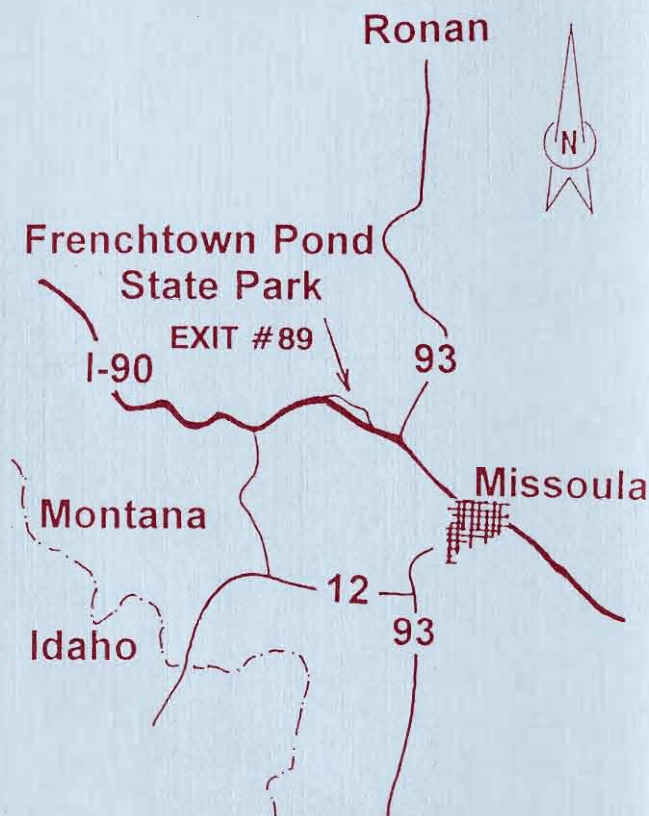 Ronan
N
Frenchtown Pond
State Park
EXIT #89
I-90
93
Missoula
Montana
12
Idaho
93